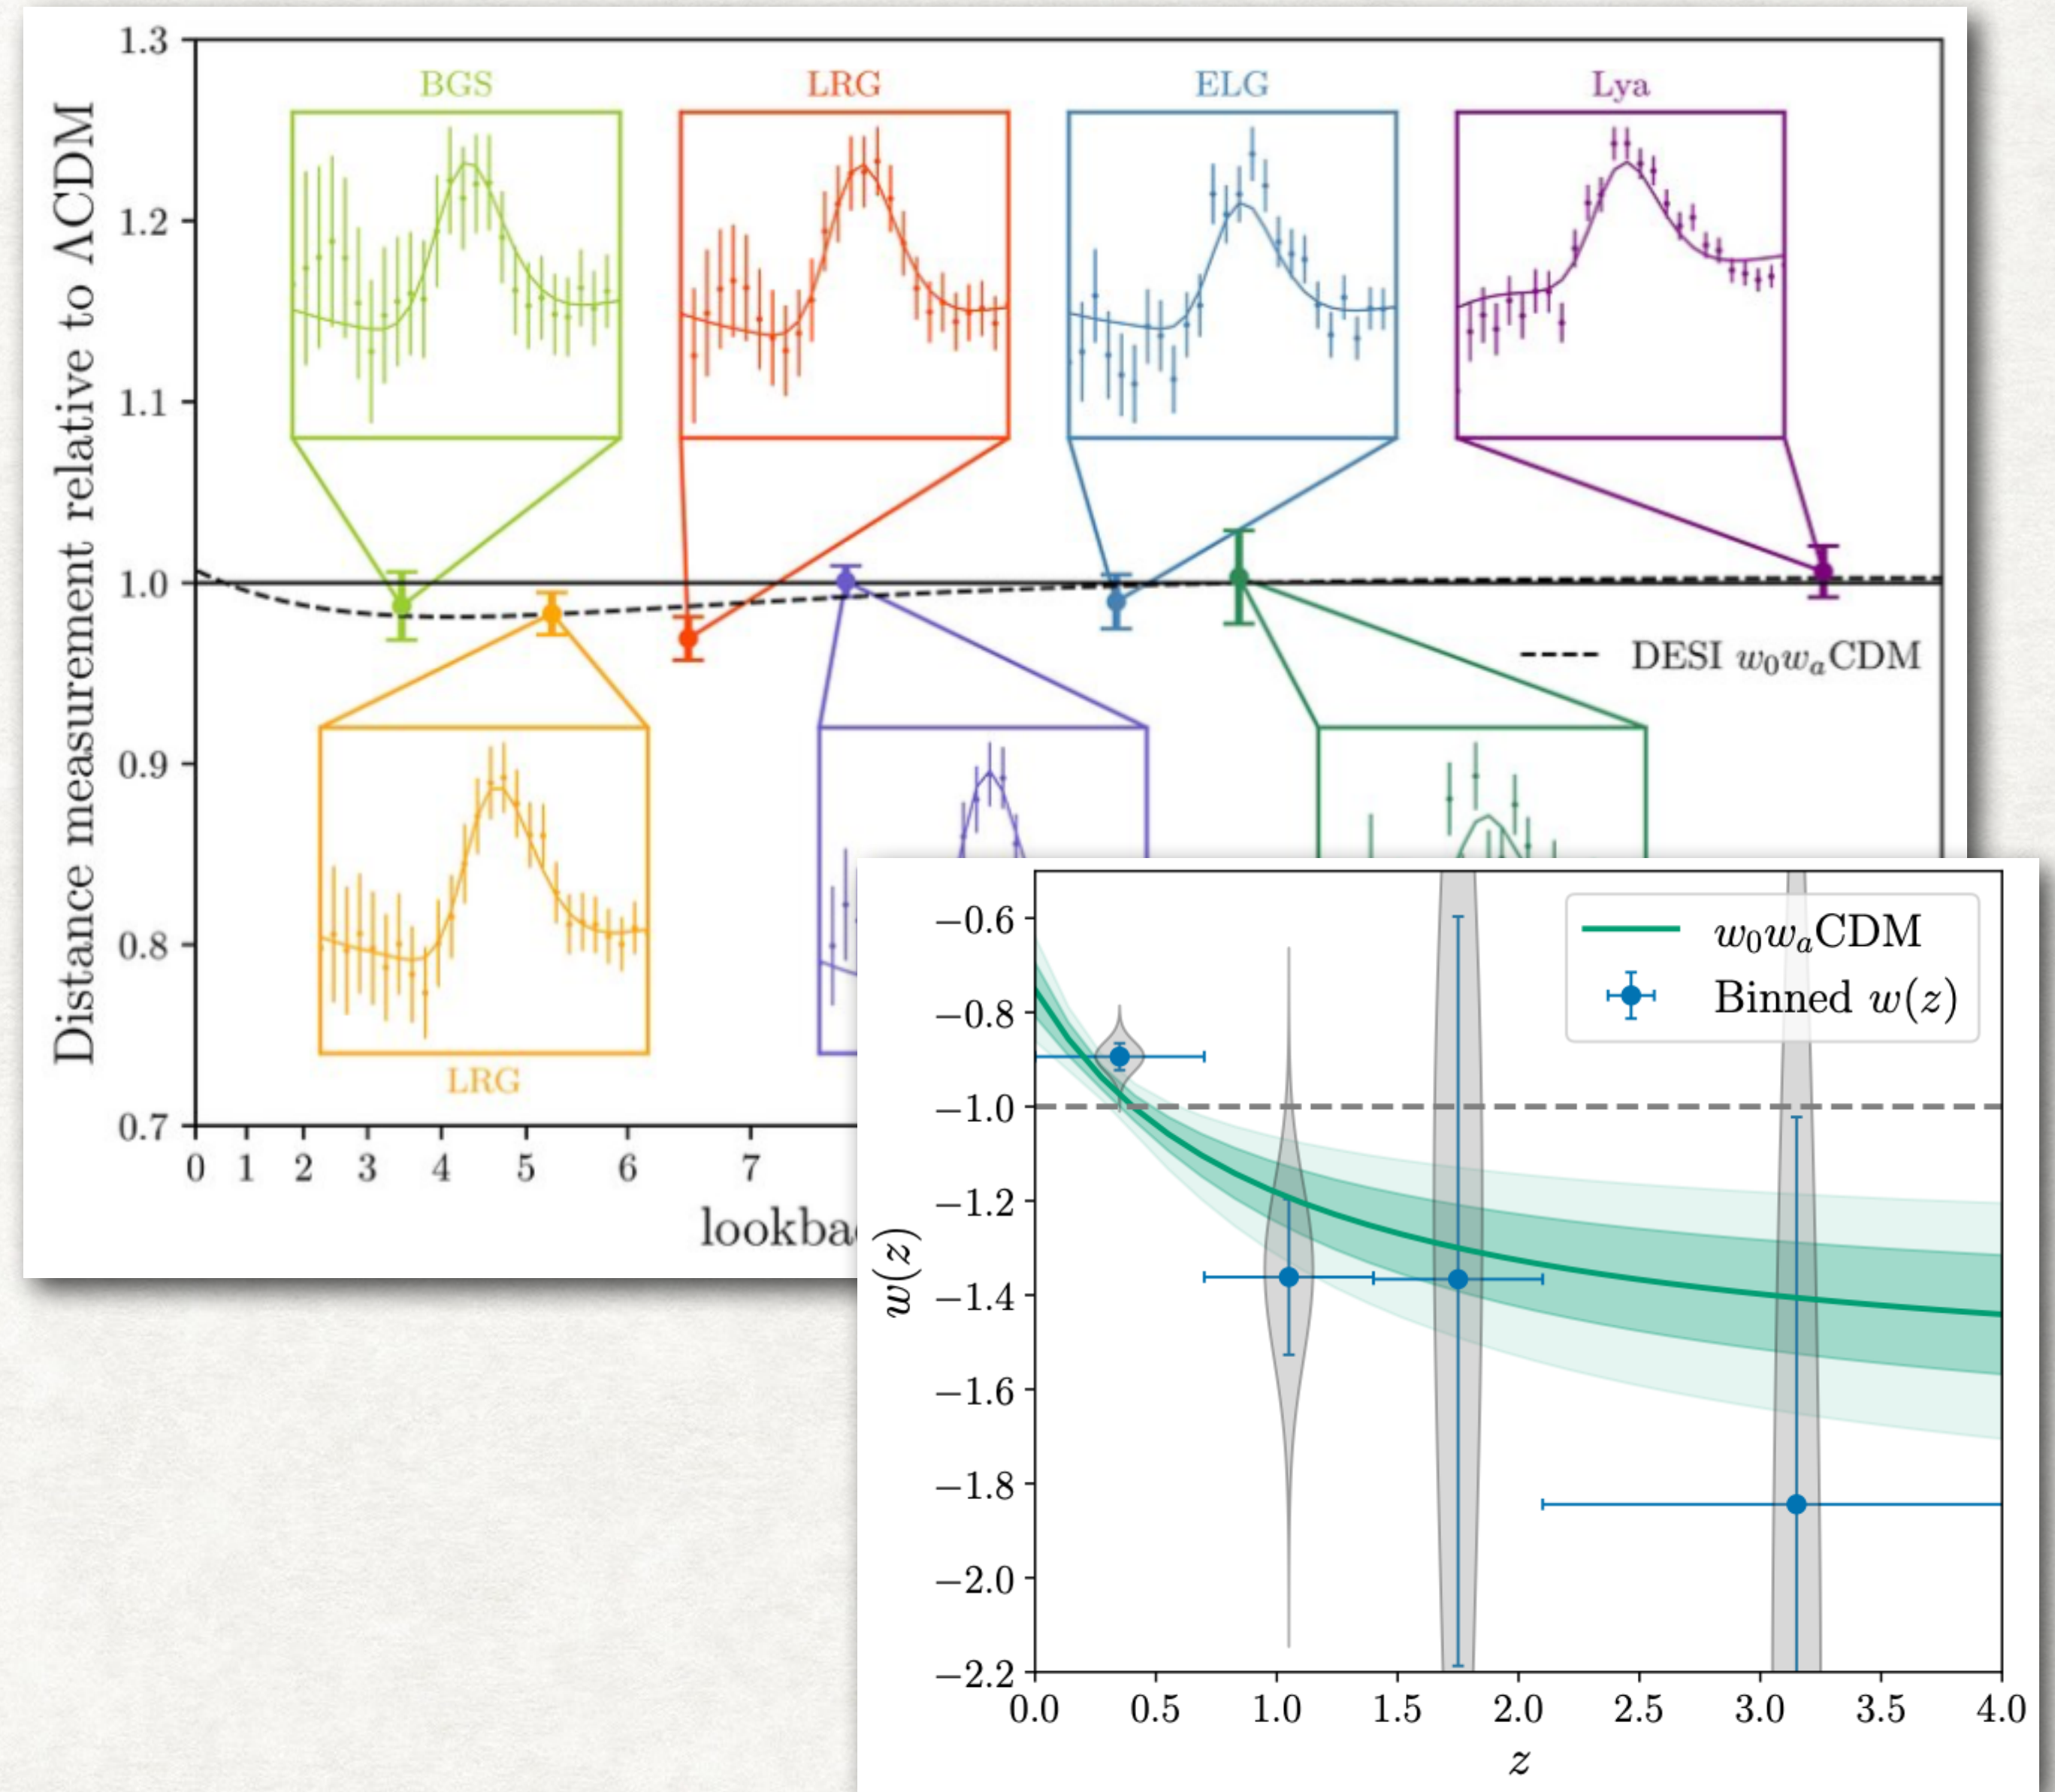 1.3
BGS LRG ELG Lya
1.2
1.1
1.0
0.9
0.8
0.7
Distance measurement relative to ΛCDM
DESI w₀wₐCDM
LRG
0 1 2 3 4 5 6 7
lookba
w₀wₐCDM
Binned w(z)
−0.6
−0.8
−1.0
−1.2
−1.4
−1.6
−1.8
−2.0
−2.2
w(z)
0.0 0.5 1.0 1.5 2.0 2.5 3.0 3.5 4.0
z